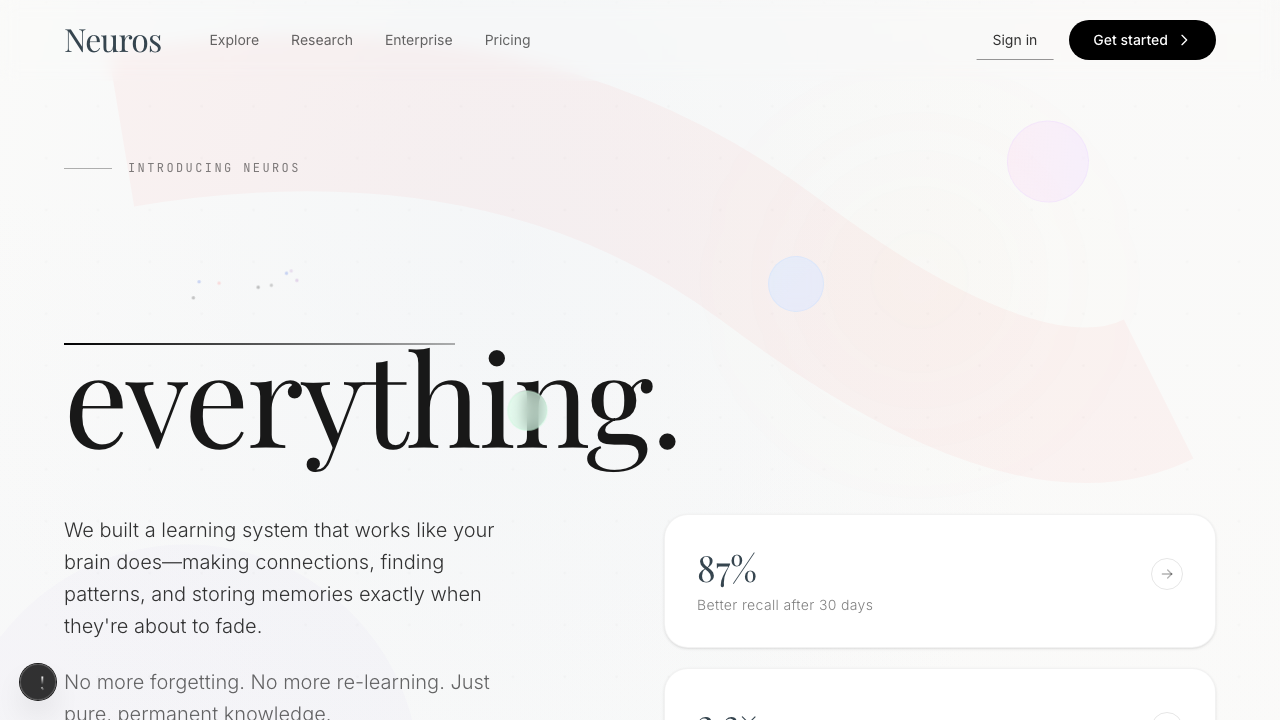 Neuros
Explore
Research
Enterprise
Pricing
Sign in
Get started
INTRODUCING NEUROS
everything.
We built a learning system that works like your
brain does—making connections, finding
patterns, and storing memories exactly when
they're about to fade.
87%
Better recall after 30 days
No more forgetting. No more re-learning. Just
pure, permanent knowledge.
!